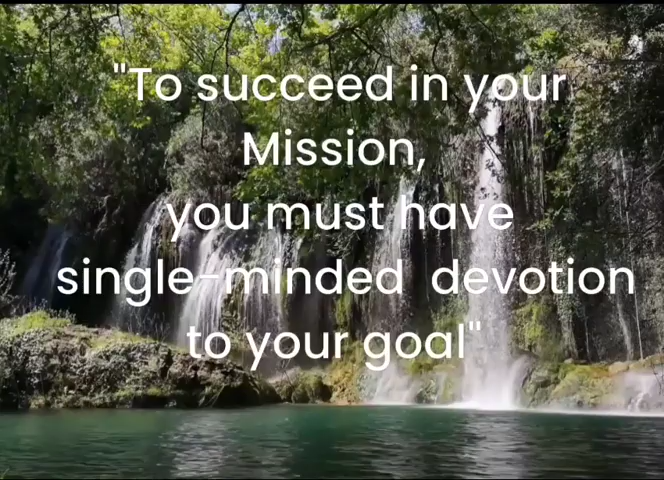 "To succeed in your
Mission,
you must have
single-minded  devotion
to your goal"